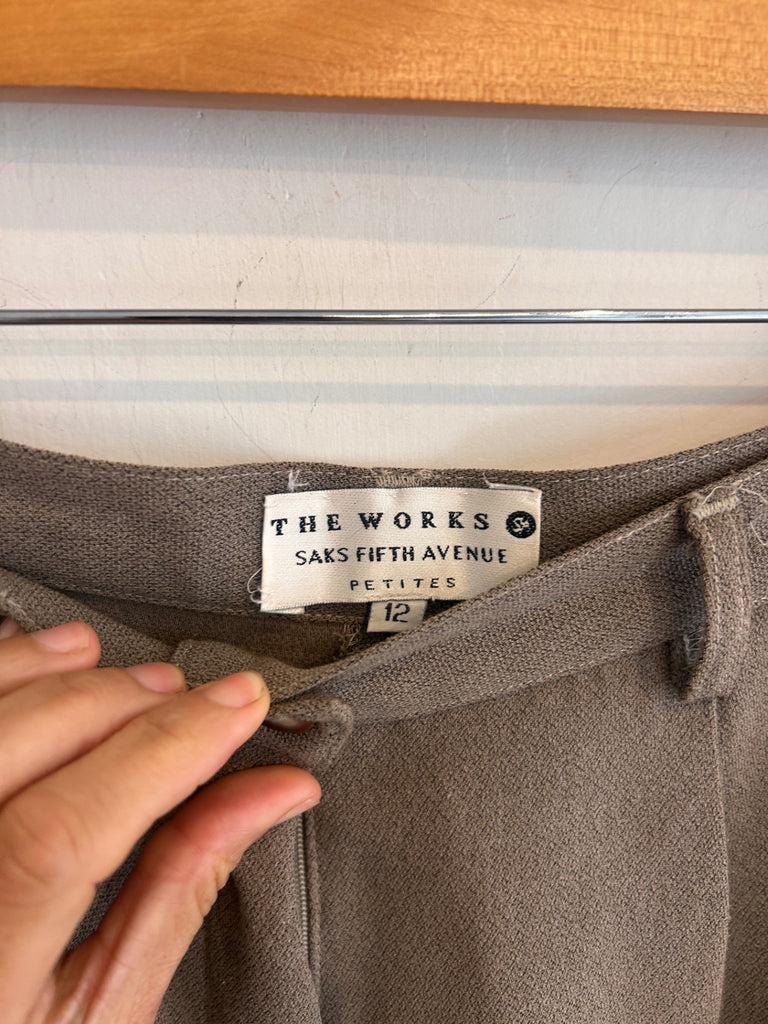 THE WORKS
SAKS FIFTH AVENUE
PETITES
12